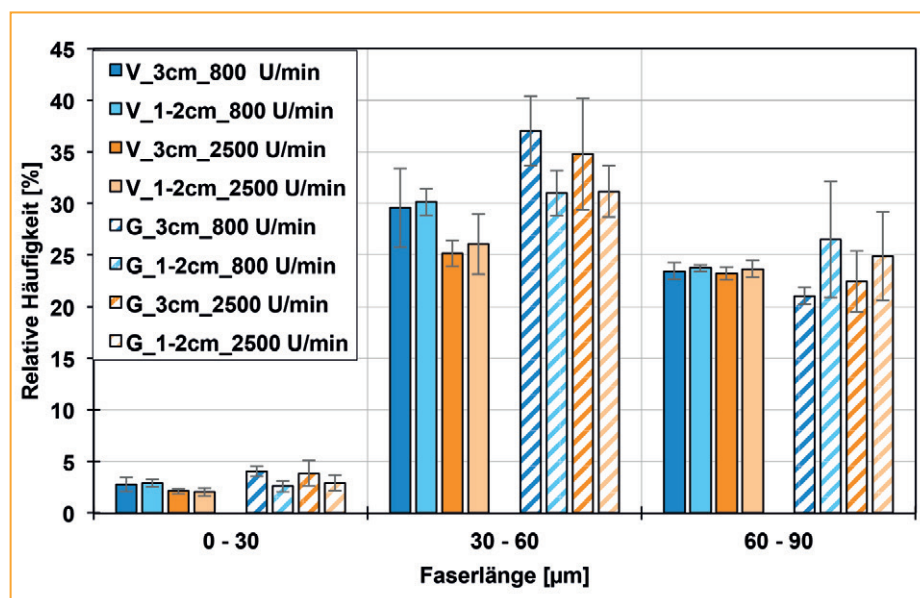 45
40
35
30
25
20
15
10
5
0
Relative Häufigkeit [%]
V_3cm_800 U/min
V_1-2cm_800 U/min
V_3cm_2500 U/min
V_1-2cm_2500 U/min
G_3cm_800 U/min
G_1-2cm_800 U/min
G_3cm_2500 U/min
G_1-2cm_2500 U/min
0 - 30
30 - 60
60 - 90
Faserlänge [µm]